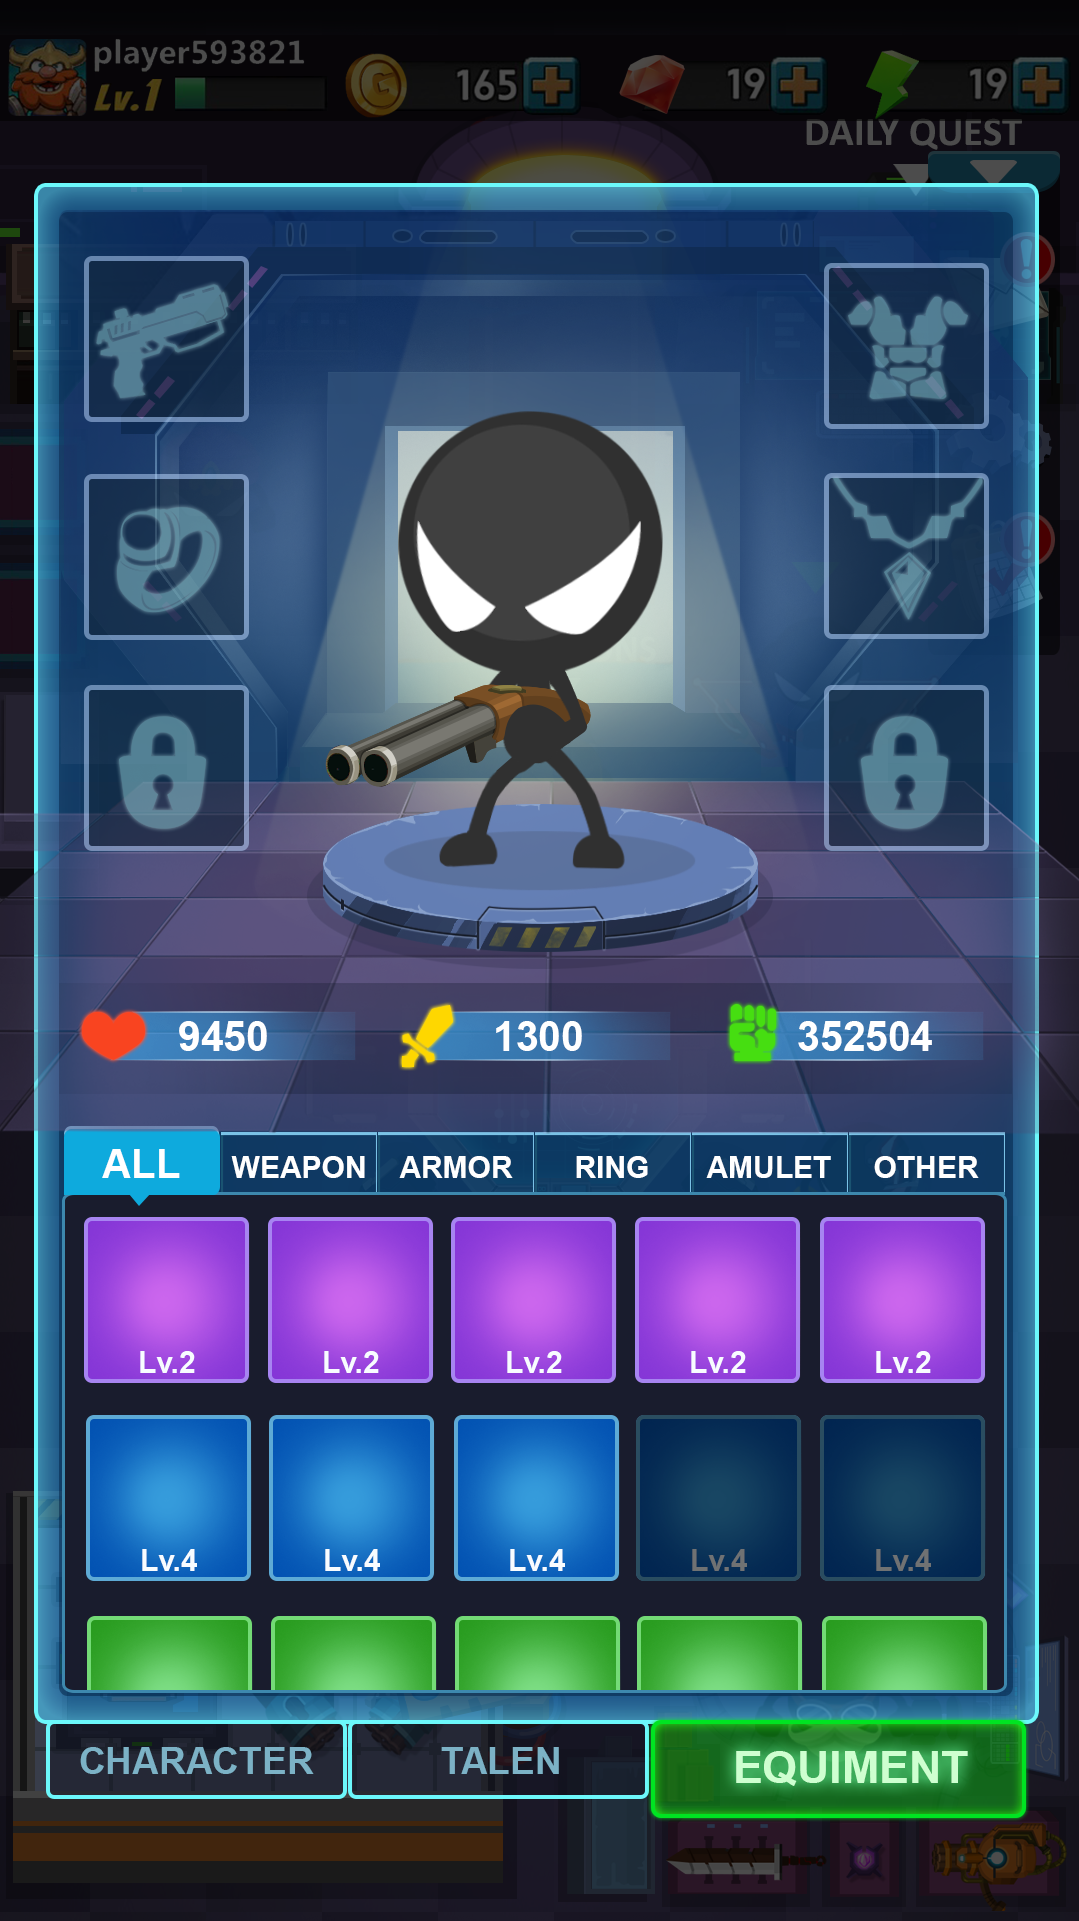 player593821
Lv.1
165
19
19
DAILY QUEST
9450
1300
352504
ALL
WEAPON
ARMOR
RING
AMULET
OTHER
Lv.2
Lv.2
Lv.2
Lv.2
Lv.2
Lv.4
Lv.4
Lv.4
Lv.4
Lv.4
CHARACTER
TALEN
EQUIMENT